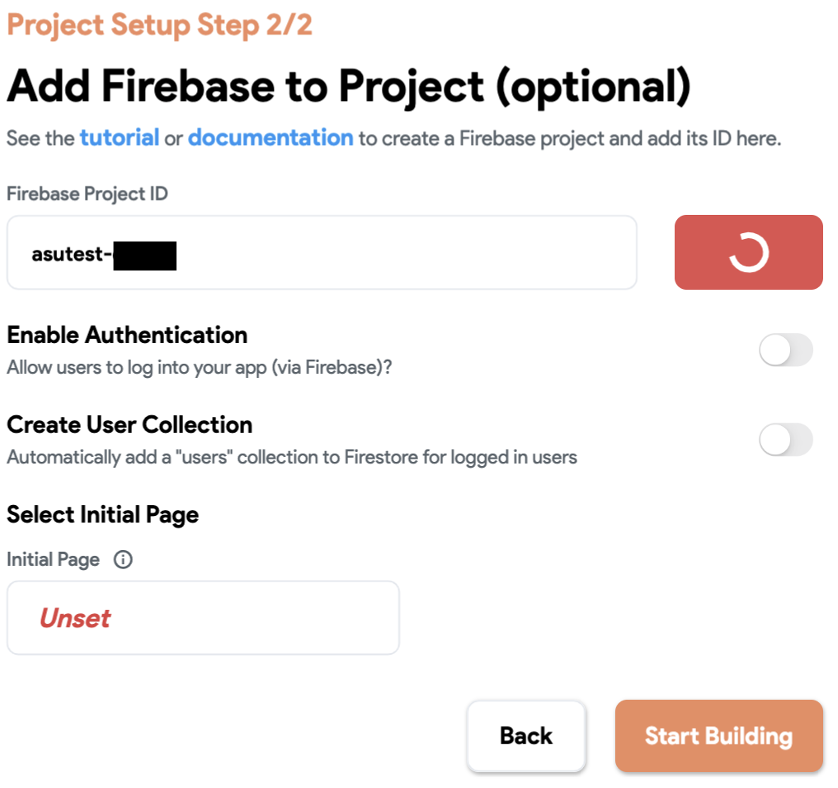 Project Setup Step 2/2
Add Firebase to Project (optional)
See the tutorial or documentation to create a Firebase project and add its ID here.
Firebase Project ID
asutest-
Enable Authentication
Allow users to log into your app (via Firebase)?
Create User Collection
Automatically add a "users" collection to Firestore for logged in users
Select Initial Page
Initial Page
Unset
Back
Start Building